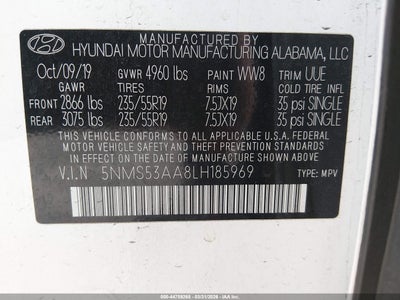 HYUNDAI MOTOR MANUFACTURING ALABAMA, LLC
Oct/09/19 GVWR 4960 lbs PAINT WW8 TRIM UUE
GAWR TIRES RIMS COLD TIRE INFL
FRONT 2866 lbs 235/55R19 7.5JX19 35 psi SINGLE
REAR 3075 lbs 235/55R19 7.5JX19 35 psi SINGLE
THIS VEHICLE CONFORMS TO ALL APPLICABLE U.S. FEDERAL
MOTOR VEHICLE SAFETY AND THEFT PREVENTION STANDARDS
IN EFFECT ON THE DATE OF MANUFACTURE SHOWN ABOVE.
V.I.N 5NMS53AA8LH185969 TYPE: MPV